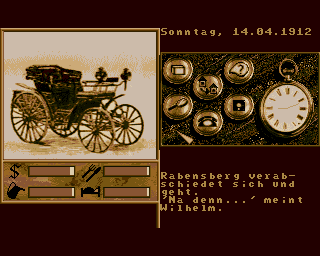 Sonntag, 14.04.1912
Rabensberg verab-
schiedet sich und
geht.
'Na denn...' meint
Wilhelm.